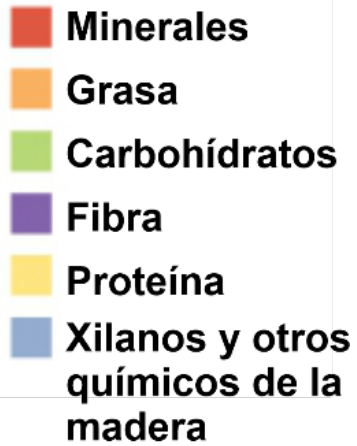 Minerales
Grasa
Carbohídratos
Fibra
Proteína
Xilanos y otros
químicos de la
madera